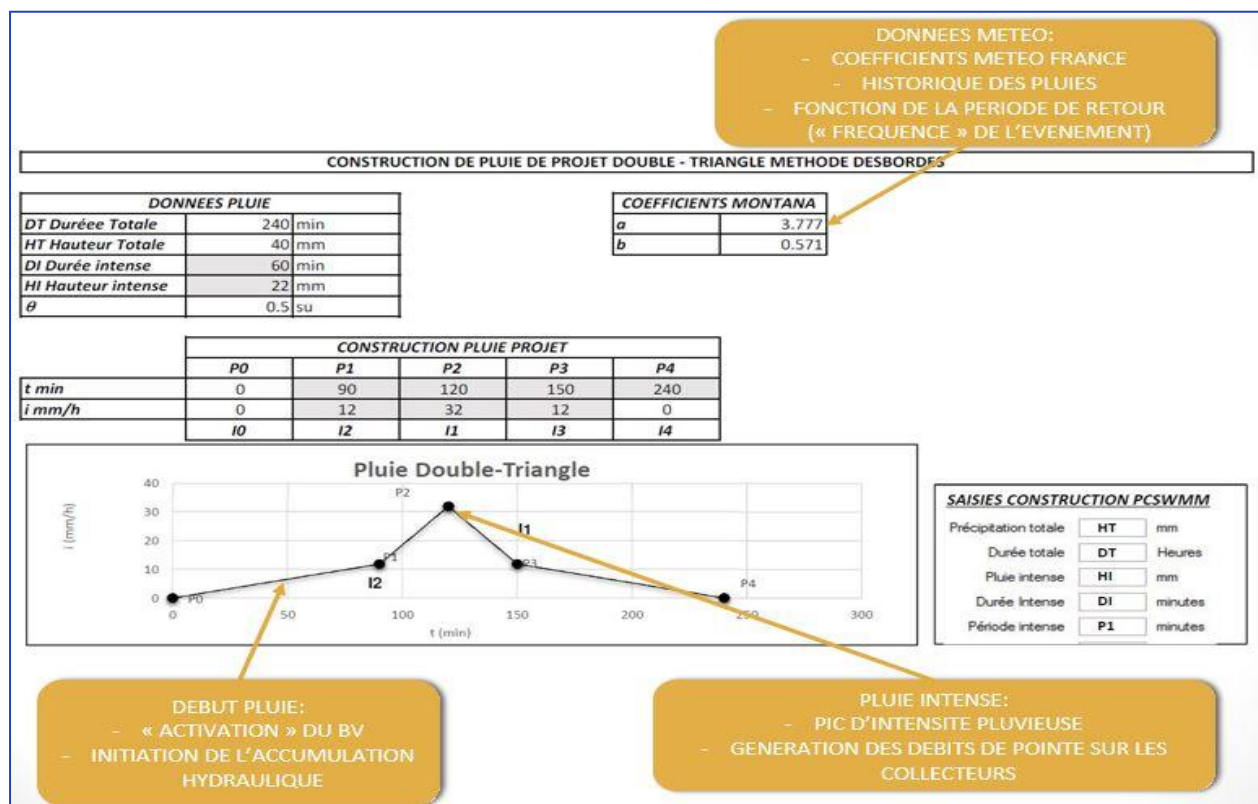 DONNEES METEO:
- COEFFICIENTS METEO FRANCE
- HISTORIQUE DES PLUIES
- FONCTION DE LA PERIODE DE RETOUR
(« FREQUENCE » DE L'EVENEMENT)
CONSTRUCTION DE PLUIE DE PROJET DOUBLE - TRIANGLE METHODE DESBORDES
DONNEES PLUIE
DT Duréee Totale 240 min
HT Hauteur Totale 40 mm
DI Durée intense 60 min
HI Hauteur intense 22 mm
θ 0.5 su
COEFFICIENTS MONTANA
a 3.777
b 0.571
CONSTRUCTION PLUIE PROJET
P0 P1 P2 P3 P4
t min 0 90 120 150 240
i mm/h 0 12 32 12 0
I0 I2 I1 I3 I4
Pluie Double-Triangle
i (mm/h)
40
30
20
10
0
0 50 100 150 200 250 300
t (min)
P0
P1
P2
P3
P4
I2
I1
SAISIES CONSTRUCTION PCSWMM
Précipitation totale HT mm
Durée totale DT Heures
Pluie intense HI mm
Durée Intense DI minutes
Période intense P1 minutes
DEBUT PLUIE:
- « ACTIVATION » DU BV
- INITIATION DE L'ACCUMULATION
HYDRAULIQUE
PLUIE INTENSE:
- PIC D'INTENSITE PLUVIEUSE
- GENERATION DES DEBITS DE POINTE SUR LES
COLLECTEURS